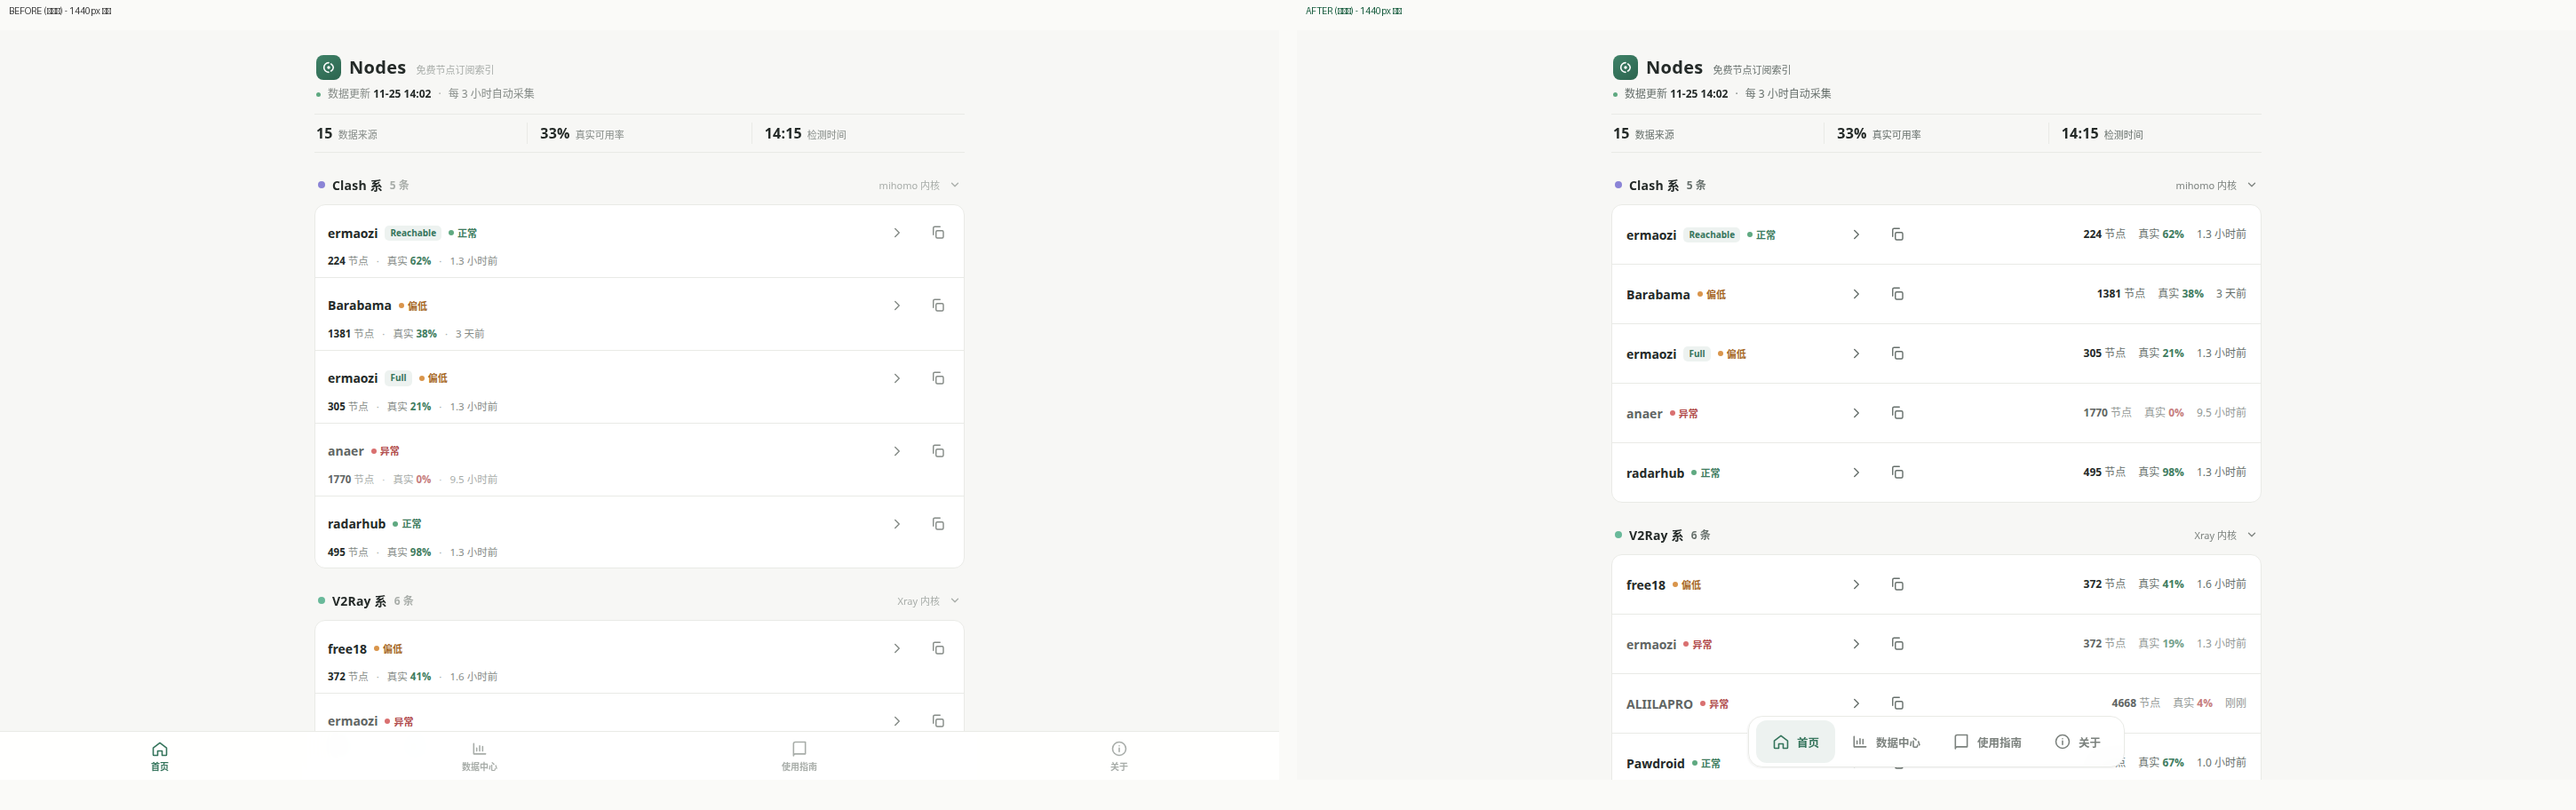 BEFORE () - 1440px
Nodes 免费节点订阅索引
数据更新 11-25 14:02 · 每 3 小时自动采集
15 数据来源
33% 真实可用率
14:15 检测时间
Clash 系 5 条
mihomo 内核
ermaozi Reachable 正常
224 节点 · 真实 62% · 1.3 小时前
Barabama 偏低
1381 节点 · 真实 38% · 3 天前
ermaozi Full 偏低
305 节点 · 真实 21% · 1.3 小时前
anaer 异常
1770 节点 · 真实 0% · 9.5 小时前
radarhub 正常
495 节点 · 真实 98% · 1.3 小时前
V2Ray 系 6 条
Xray 内核
free18 偏低
372 节点 · 真实 41% · 1.6 小时前
ermaozi 异常
首页
数据中心
使用指南
关于
AFTER () - 1440px
Nodes 免费节点订阅索引
数据更新 11-25 14:02 · 每 3 小时自动采集
15 数据来源
33% 真实可用率
14:15 检测时间
Clash 系 5 条
mihomo 内核
ermaozi Reachable 正常
224 节点 真实 62% 1.3 小时前
Barabama 偏低
1381 节点 真实 38% 3 天前
ermaozi Full 偏低
305 节点 真实 21% 1.3 小时前
anaer 异常
1770 节点 真实 0% 9.5 小时前
radarhub 正常
495 节点 真实 98% 1.3 小时前
V2Ray 系 6 条
Xray 内核
free18 偏低
372 节点 真实 41% 1.6 小时前
ermaozi 异常
372 节点 真实 19% 1.3 小时前
ALIILAPRO 异常
4668 节点 真实 4% 刚刚
Pawdroid 正常
点 真实 67% 1.0 小时前
首页
数据中心
使用指南
关于